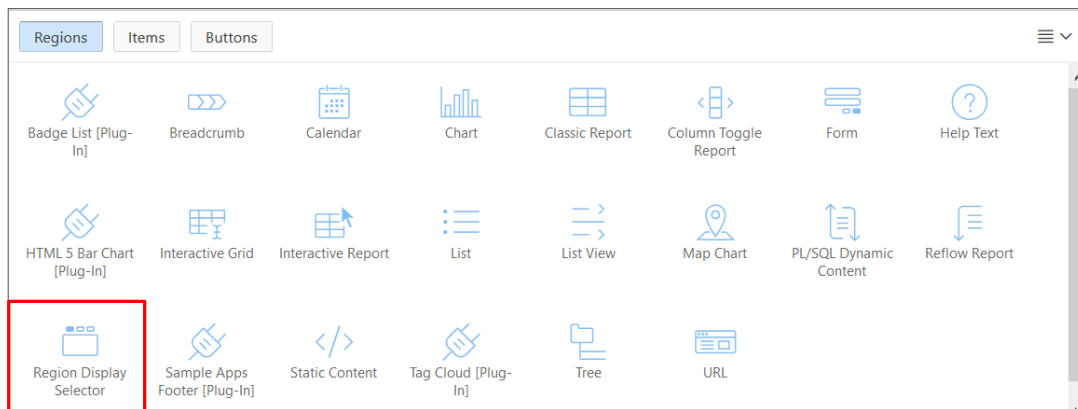 Regions Items Buttons
Badge List [Plug- Breadcrumb Calendar Chart Classic Report Column Toggle Form Help Text
In] Report
HTML 5 Bar Chart Interactive Grid Interactive Report List List View Map Chart PL/SQL Dynamic Reflow Report
[Plug-In] Content
Region Display Sample Apps Static Content Tag Cloud [Plug- Tree URL
Selector Footer [Plug-In] In]